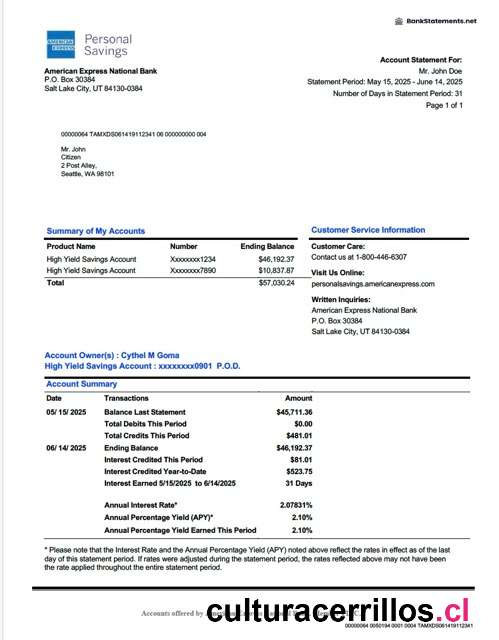 BankStatements.net
AMERICAN EXPRESS
Personal
Savings
American Express National Bank
P.O. Box 30384
Salt Lake City, UT 84130-0384
Account Statement For:
Mr. John Doe
Statement Period: May 15, 2025 - June 14, 2025
Number of Days in Statement Period: 31
Page 1 of 1
00000064 TAMXDS061419112341 06 000000000 004
Mr. John
Citizen
2 Post Alley,
Seattle, WA 98101
Summary of My Accounts
Product Name Number Ending Balance
High Yield Savings Account Xxxxxxxx1234 $46,192.37
High Yield Savings Account Xxxxxxxx7890 $10,837.87
Total $57,030.24
Customer Service Information
Customer Care:
Contact us at 1-800-446-6307
Visit Us Online:
personalsavings.americanexpress.com
Written Inquiries:
American Express National Bank
P.O. Box 30384
Salt Lake City, UT 84130-0384
Account Owner(s) : Cythel M Goma
High Yield Savings Account : xxxxxxxx0901 P.O.D.
Account Summary
Date Transactions Amount
05/ 15/ 2025 Balance Last Statement $45,711.36
Total Debits This Period $0.00
Total Credits This Period $481.01
06/ 14/ 2025 Ending Balance $46,192.37
Interest Credited This Period $81.01
Interest Credited Year-to-Date $523.75
Interest Earned 5/15/2025 to 6/14/2025 31 Days
Annual Interest Rate* 2.07831%
Annual Percentage Yield (APY)* 2.10%
Annual Percentage Yield Earned This Period 2.10%
* Please note that the Interest Rate and the Annual Percentage Yield (APY) noted above reflect the rates in effect as of the last
day of this statement period. If rates were adjusted during the statement period, the rates reflected above may not have been
the rate applied throughout the entire statement period.
Accounts offered by
culturacerrillos.cl
00000064 0050194 0001 0004 TAMXDS061419112341